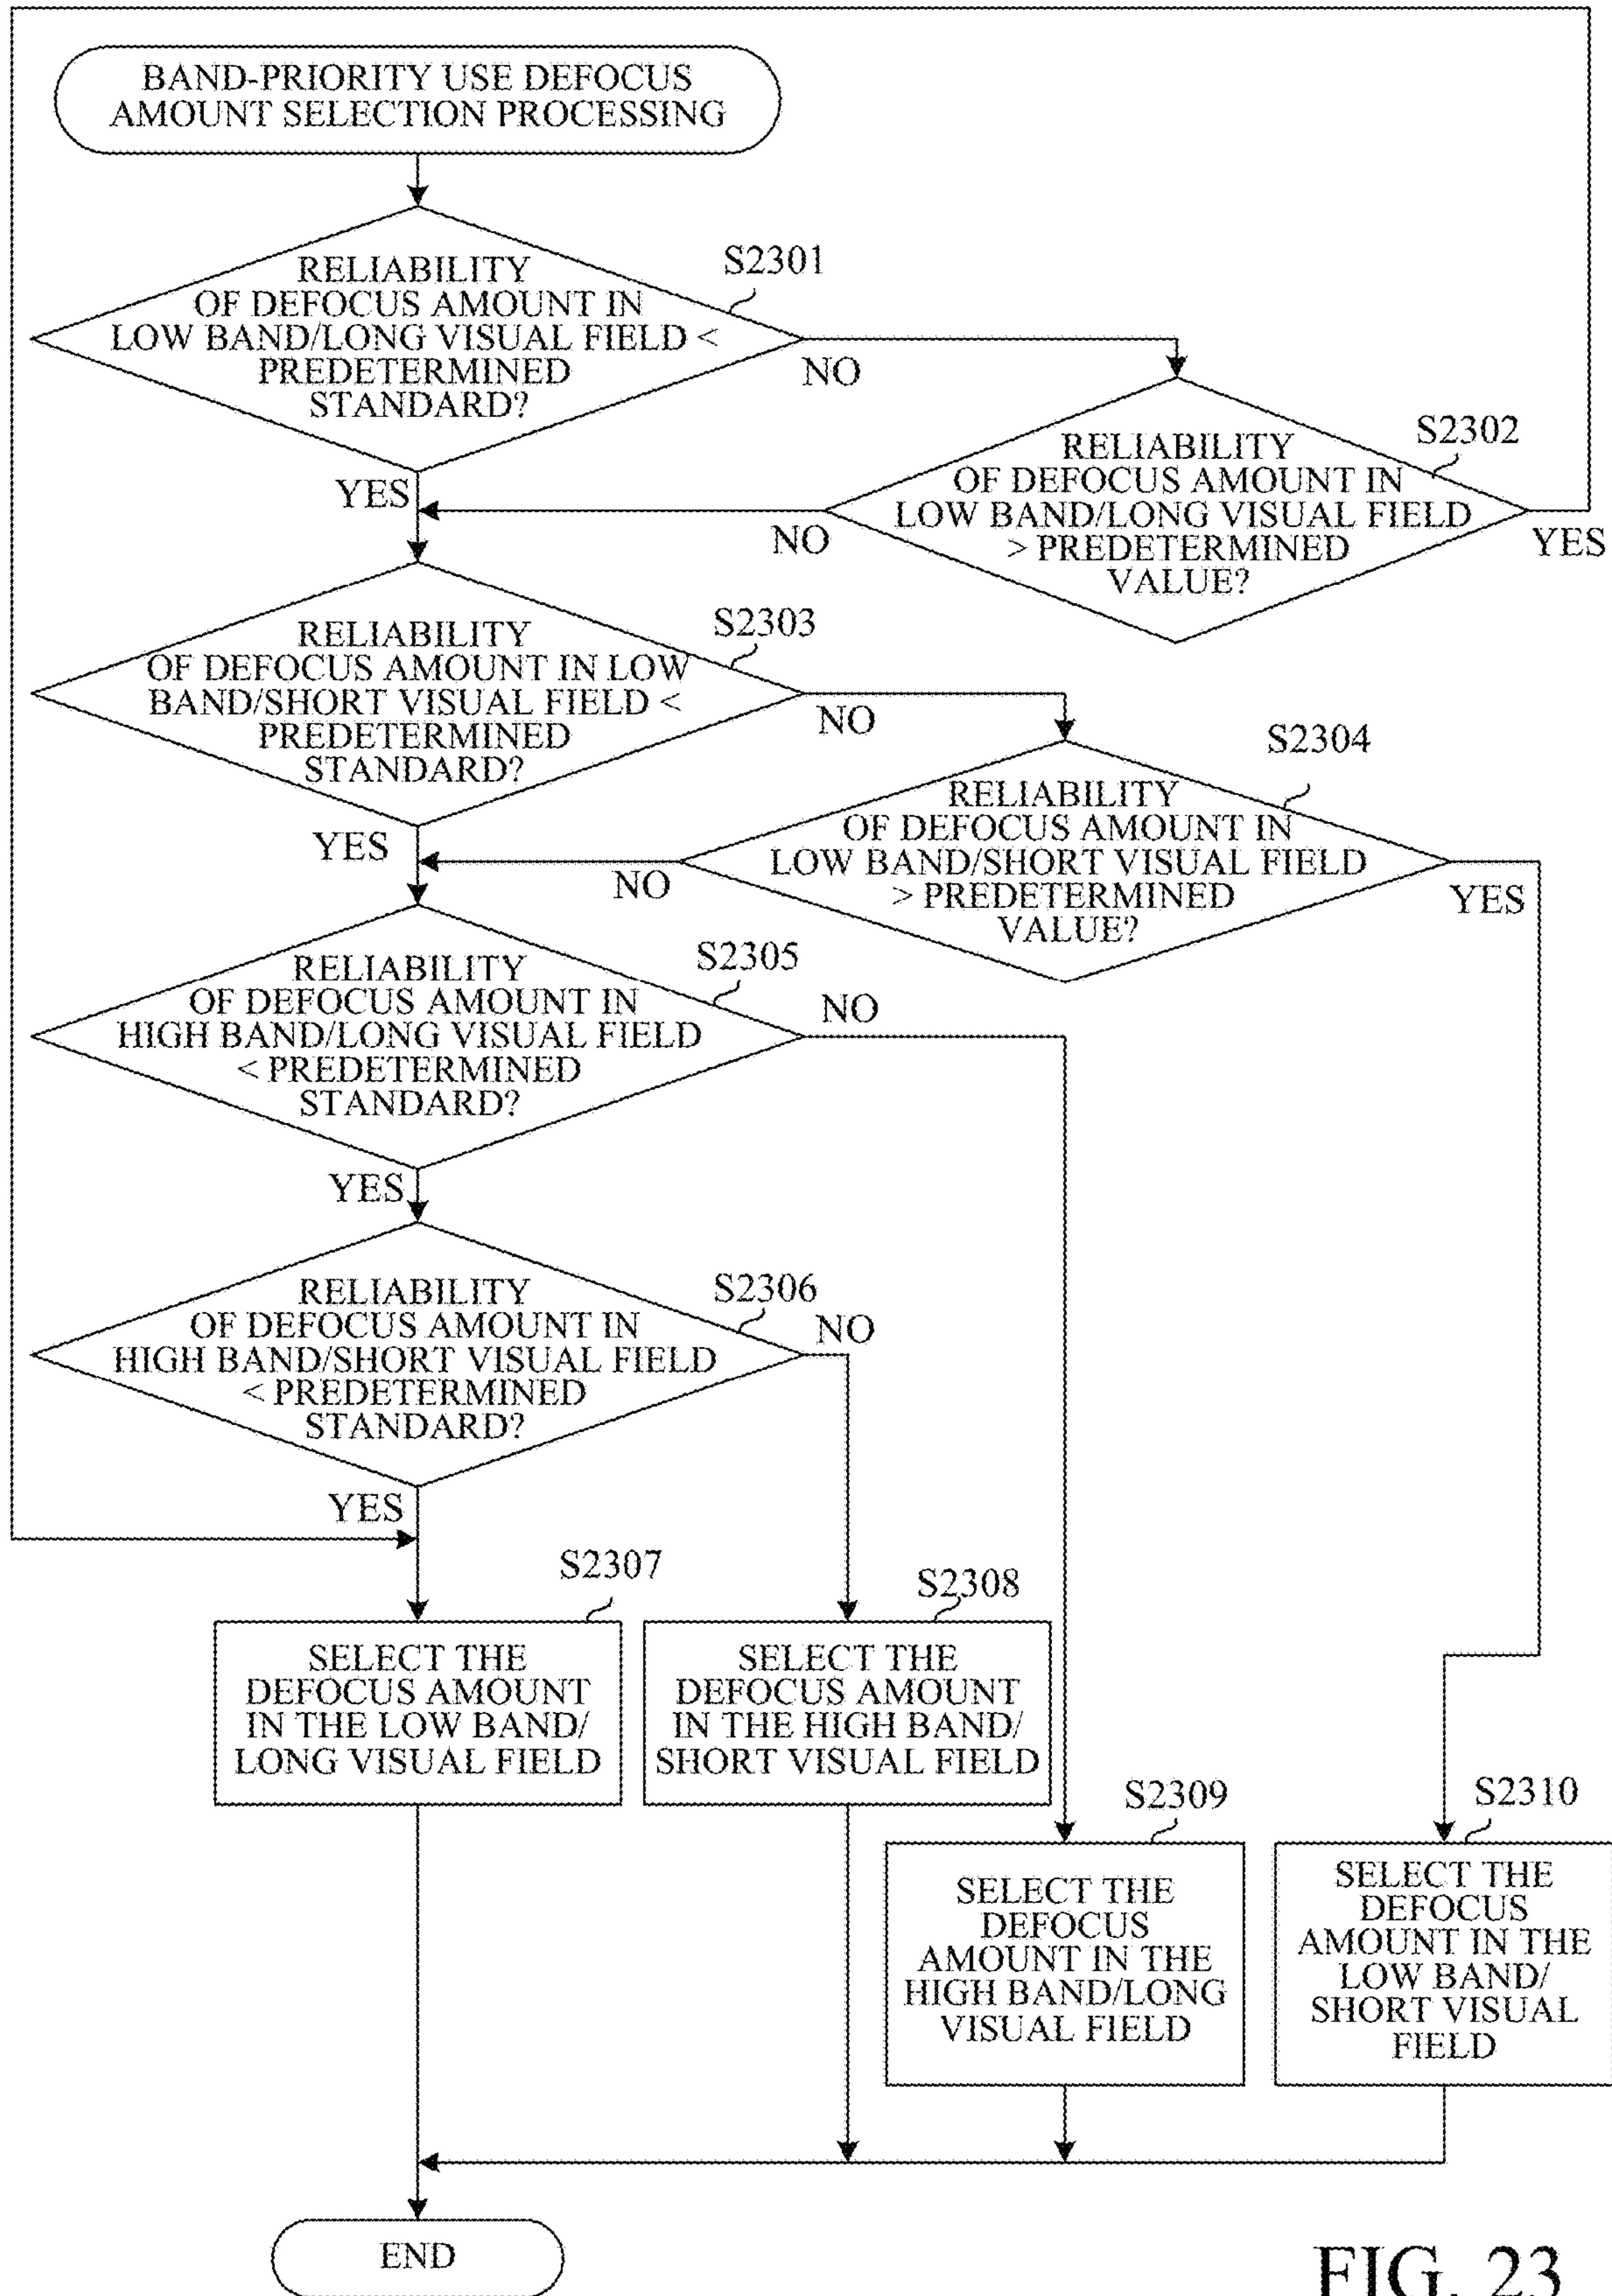 BAND-PRIORITY USE DEFOCUS
AMOUNT SELECTION PROCESSING
S2301
RELIABILITY
OF DEFOCUS AMOUNT IN
LOW BAND/LONG VISUAL FIELD <
PREDETERMINED
STANDARD?
NO
YES
S2302
RELIABILITY
OF DEFOCUS AMOUNT IN
LOW BAND/LONG VISUAL FIELD
> PREDETERMINED
VALUE?
NO
YES
S2303
RELIABILITY
OF DEFOCUS AMOUNT IN LOW
BAND/SHORT VISUAL FIELD <
PREDETERMINED
STANDARD?
NO
YES
S2304
RELIABILITY
OF DEFOCUS AMOUNT IN
LOW BAND/SHORT VISUAL FIELD
> PREDETERMINED
VALUE?
NO
YES
S2305
RELIABILITY
OF DEFOCUS AMOUNT IN
HIGH BAND/LONG VISUAL FIELD
< PREDETERMINED
STANDARD?
NO
YES
S2306
RELIABILITY
OF DEFOCUS AMOUNT IN
HIGH BAND/SHORT VISUAL FIELD
< PREDETERMINED
STANDARD?
NO
YES
S2307
SELECT THE
DEFOCUS AMOUNT
IN THE LOW BAND/
LONG VISUAL FIELD
S2308
SELECT THE
DEFOCUS AMOUNT
IN THE HIGH BAND/
SHORT VISUAL FIELD
S2309
SELECT THE
DEFOCUS
AMOUNT IN THE
HIGH BAND/LONG
VISUAL FIELD
S2310
SELECT THE
DEFOCUS
AMOUNT IN THE
LOW BAND/
SHORT VISUAL
FIELD
END
FIG. 23